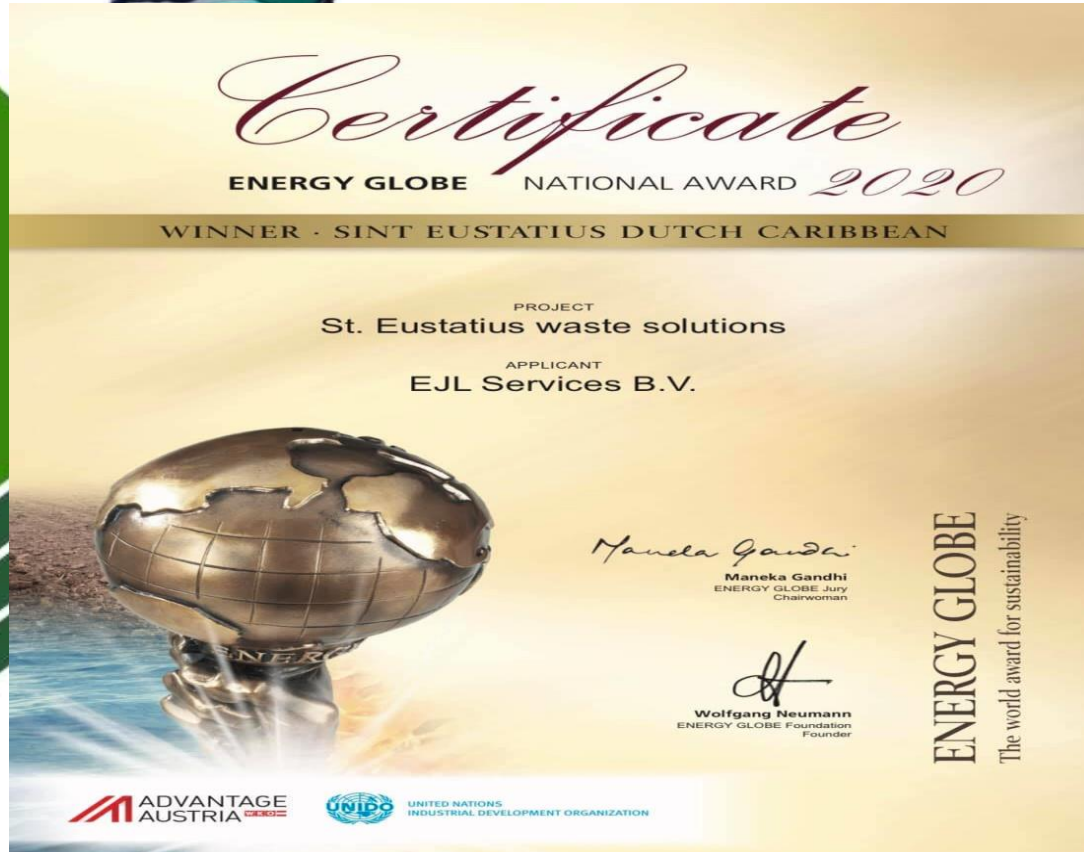 Certificate
ENERGY GLOBE NATIONAL AWARD 2020
WINNER · SINT EUSTATIUS DUTCH CARIBBEAN
PROJECT
St. Eustatius waste solutions
APPLICANT
EJL Services B.V.
ENERGY
Maneka Gandhi
Maneka Gandhi
ENERGY GLOBE Jury
Chairwoman
Wolfgang Neumann
ENERGY GLOBE Foundation
Founder
ENERGY GLOBE
The world award for sustainability
ADVANTAGE
AUSTRIA WKO
UNIDO
UNITED NATIONS
INDUSTRIAL DEVELOPMENT ORGANIZATION